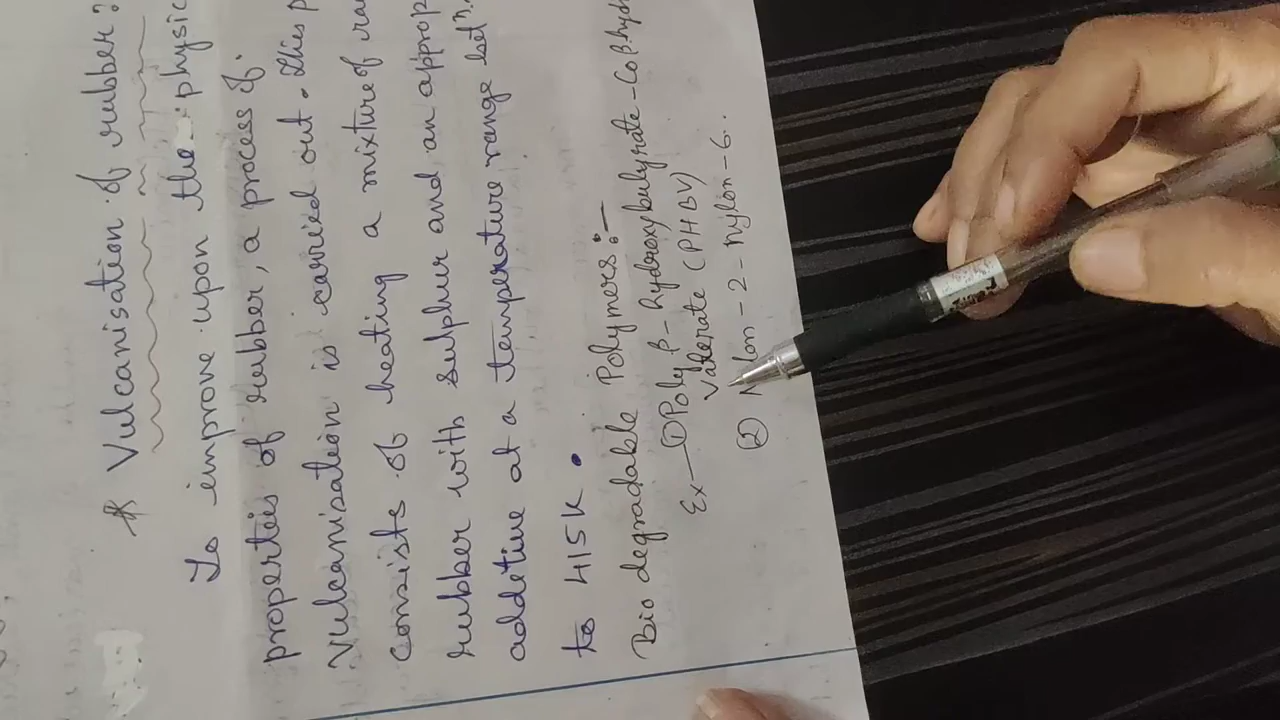 * Vulcanisation of rubber?
To improve upon the physic
properties of rubber, a process of.
Vulcanisation is carried out. This p
consists of heating a mixture of ra
rubber with sulphur and an approp
additive at a temperature range betn.
to 415K.
Bio degradable Polymers:-
Ex- ① Poly β-hydroxybutyrate-Co β hydr
Valerate (PHBV)
② Nylon-2-nylon-6.